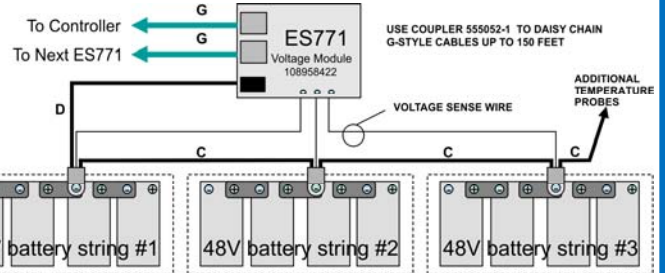 To Controller
G
To Next ES771
G
ES771
Voltage Module
108958422
USE COUPLER 555052-1 TO DAISY CHAIN
G-STYLE CABLES UP TO 150 FEET
ADDITIONAL
TEMPERATURE
PROBES
D
VOLTAGE SENSE WIRE
C
C
C
battery string #1
48V battery string #2
48V battery string #3